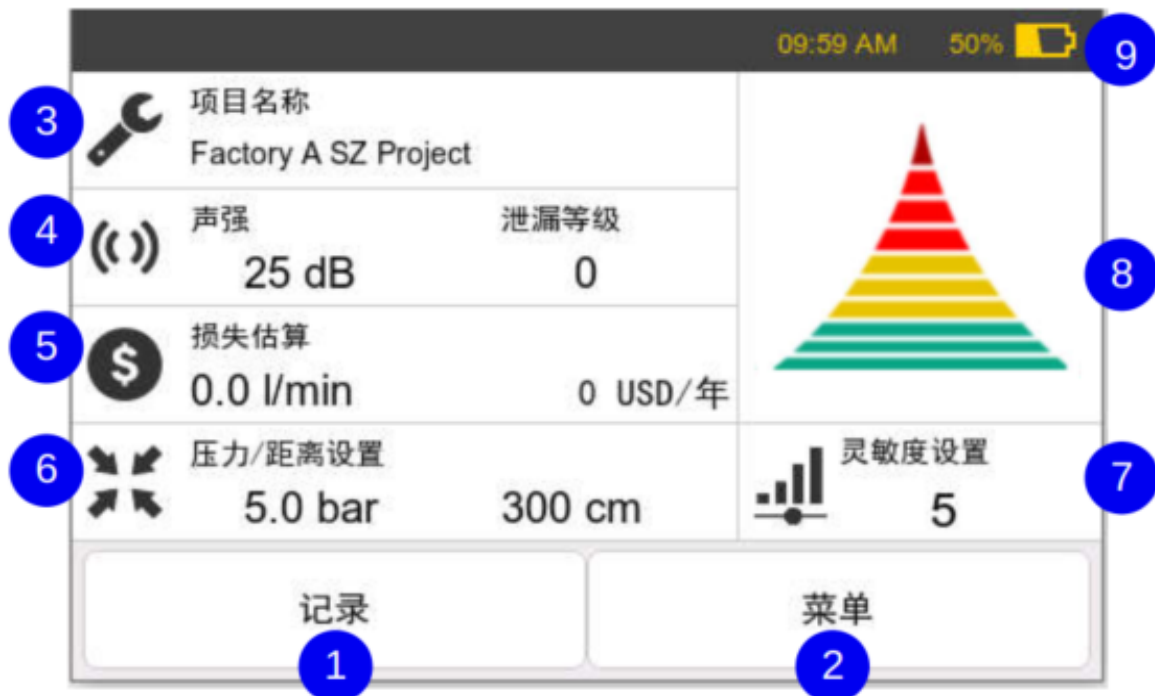 09:59 AM 50%
9
3
项目名称
Factory A SZ Project
4
声强 泄漏等级
25 dB 0
8
5
$
损失估算
0.0 l/min 0 USD/年
6
压力/距离设置 灵敏度设置
5.0 bar 300 cm 5
7
记录 菜单
1 2